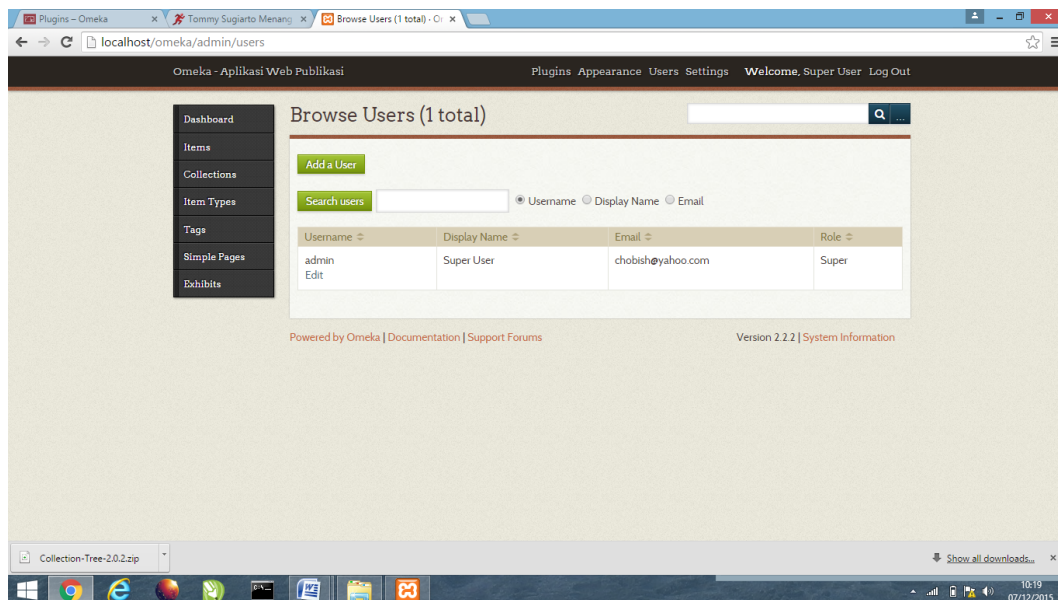 Plugins – Omeka
Tommy Sugiarto Menang
Browse Users (1 total) · O
localhost/omeka/admin/users
Omeka - Aplikasi Web Publikasi
Plugins Appearance Users Settings Welcome, Super User Log Out
Dashboard
Items
Collections
Item Types
Tags
Simple Pages
Exhibits
Browse Users (1 total)
...
Add a User
Search users
Username Display Name Email
Username Display Name Email Role
admin Super User chobish@yahoo.com Super
Edit
Powered by Omeka | Documentation | Support Forums
Version 2.2.2 | System Information
Collection-Tree-2.0.2.zip
Show all downloads...
10:19
07/12/2015